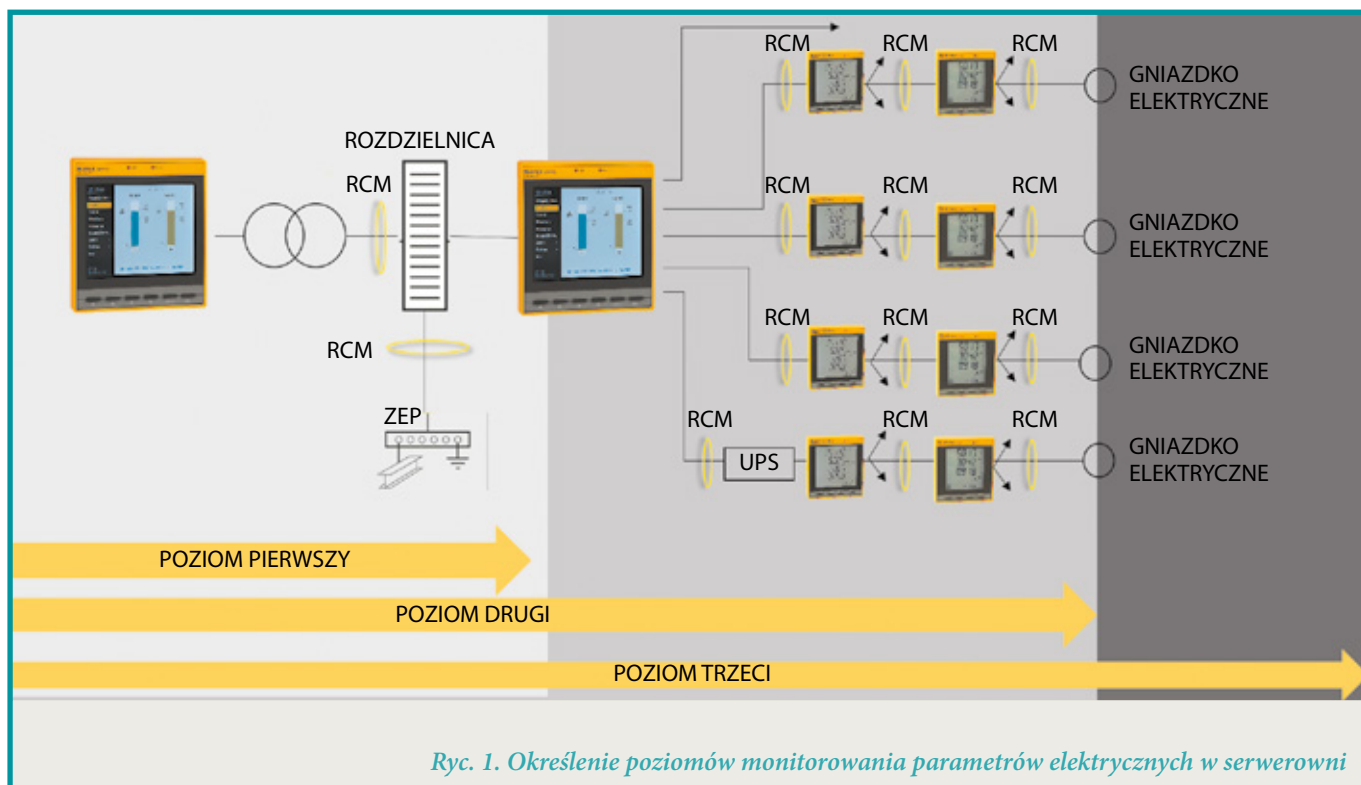 RCM RCM RCM
GNIAZDKO
ELEKTRYCZNE
ROZDZIELNICA
RCM
RCM RCM RCM
GNIAZDKO
ELEKTRYCZNE
RCM
RCM RCM RCM
GNIAZDKO
ELEKTRYCZNE
ZEP
RCM RCM RCM
UPS
GNIAZDKO
ELEKTRYCZNE
POZIOM PIERWSZY
POZIOM DRUGI
POZIOM TRZECI
Ryc. 1. Określenie poziomów monitorowania parametrów elektrycznych w serwerowni